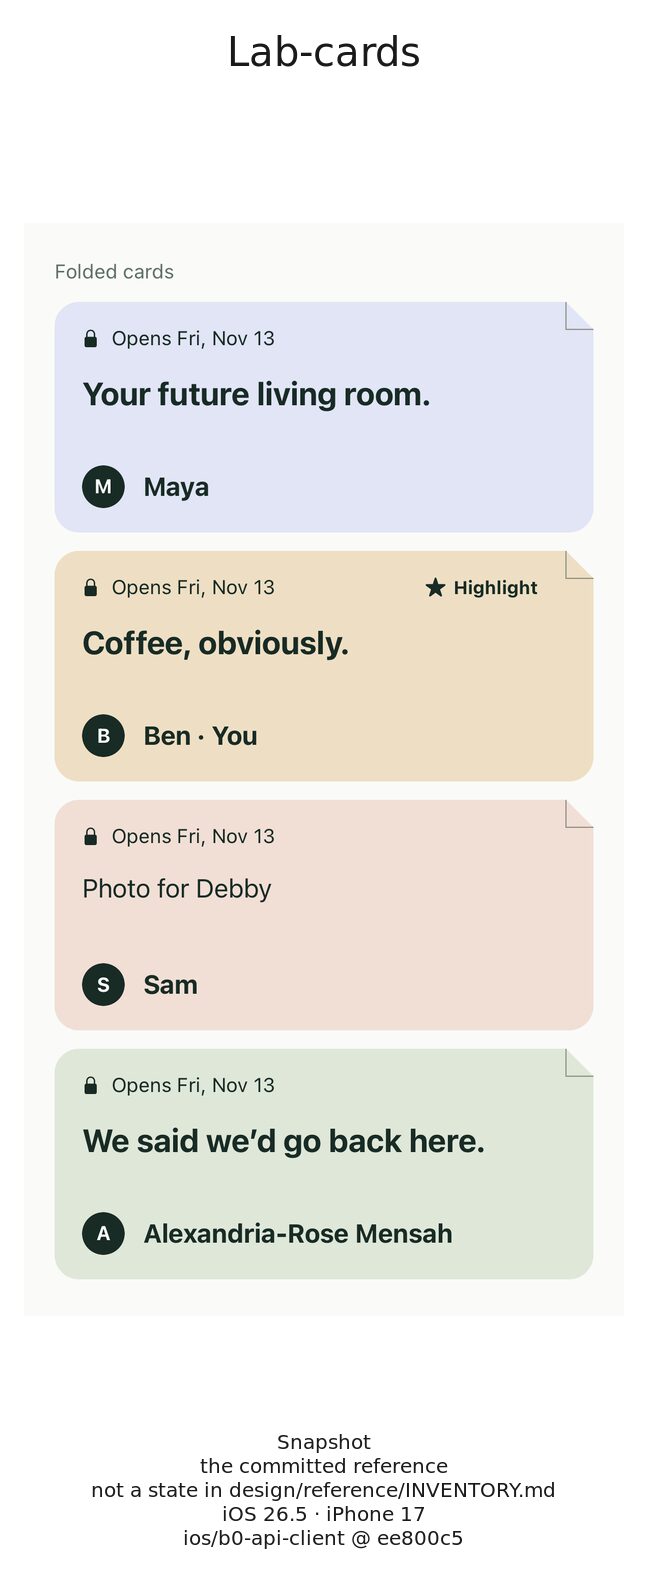 Lab-cards
Folded cards
Opens Fri, Nov 13
Your future living room.
M Maya
Opens Fri, Nov 13 Highlight
Coffee, obviously.
B Ben · You
Opens Fri, Nov 13
Photo for Debby
S Sam
Opens Fri, Nov 13
We said we’d go back here.
A Alexandria-Rose Mensah
Snapshot
the committed reference
not a state in design/reference/INVENTORY.md
iOS 26.5 · iPhone 17
ios/b0-api-client @ ee800c5